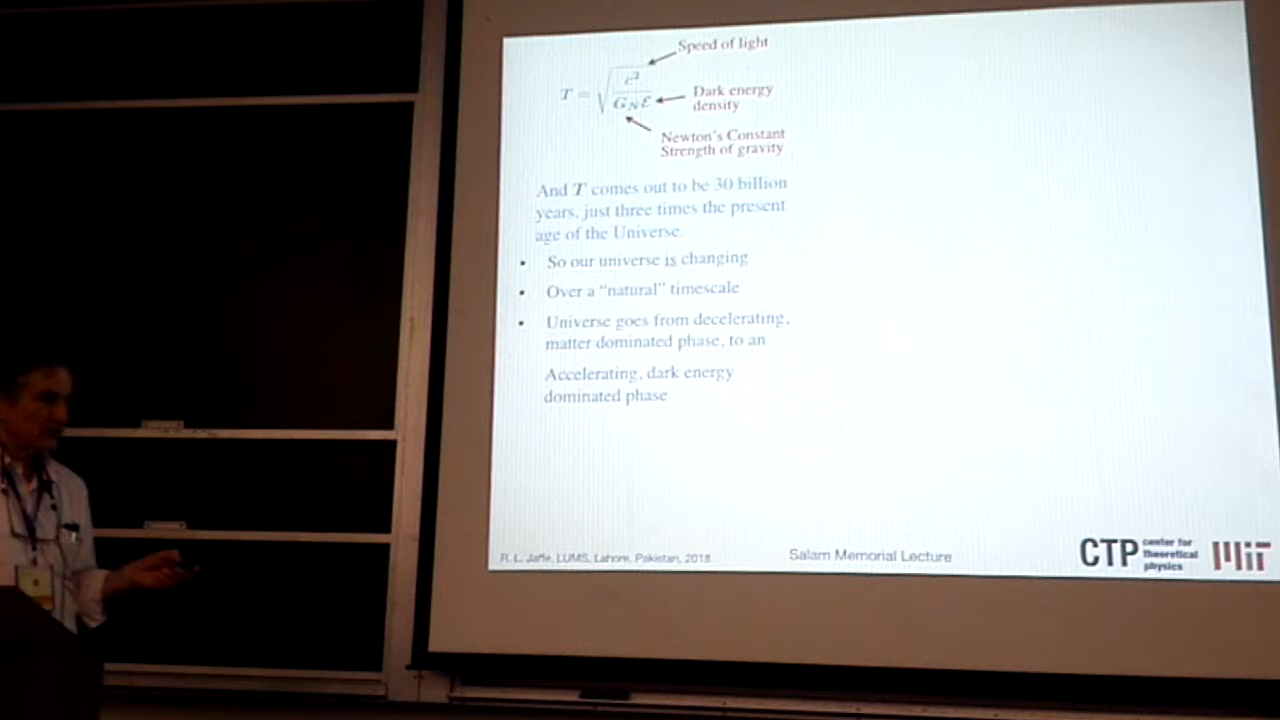 Speed of light
T = √(c²/(G_N ℰ))
Dark energy
density
Newton's Constant
Strength of gravity
And T comes out to be 30 billion
years, just three times the present
age of the Universe.
• So our universe is changing
• Over a "natural" timescale
• Universe goes from decelerating,
matter dominated phase, to an
Accelerating, dark energy
dominated phase
R. L. Jaffe, LUMS, Lahore, Pakistan, 2018
Salam Memorial Lecture
CTP center for
theoretical
physics
MIT